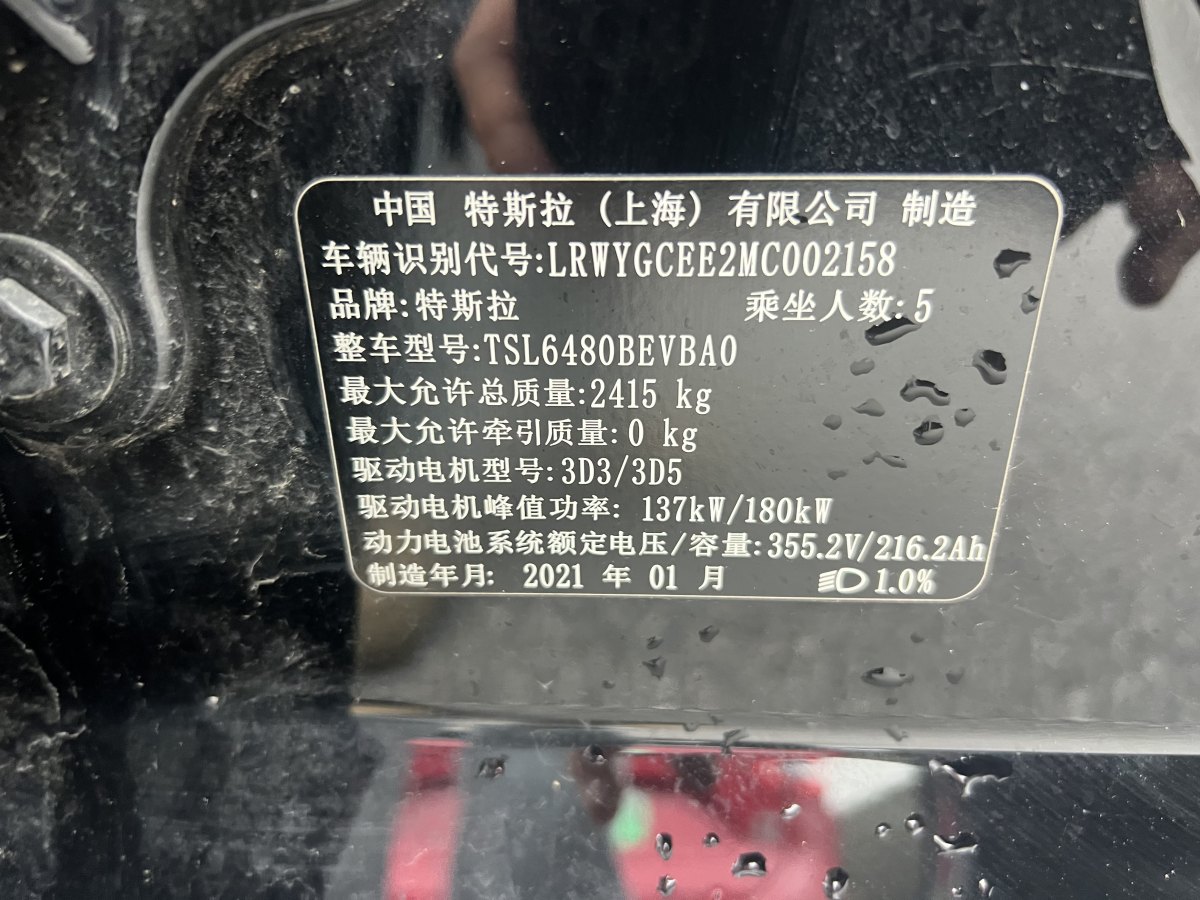 中国 特斯拉（上海）有限公司 制造
车辆识别代号:LRWYGCEE2MC002158
品牌:特斯拉 乘坐人数:5
整车型号:TSL6480BEVBA0
最大允许总质量:2415 kg
最大允许牵引质量:0 kg
驱动电机型号:3D3/3D5
驱动电机峰值功率: 137kW/180kW
动力电池系统额定电压/容量:355.2V/216.2Ah
制造年月: 2021 年 01 月 1.0%